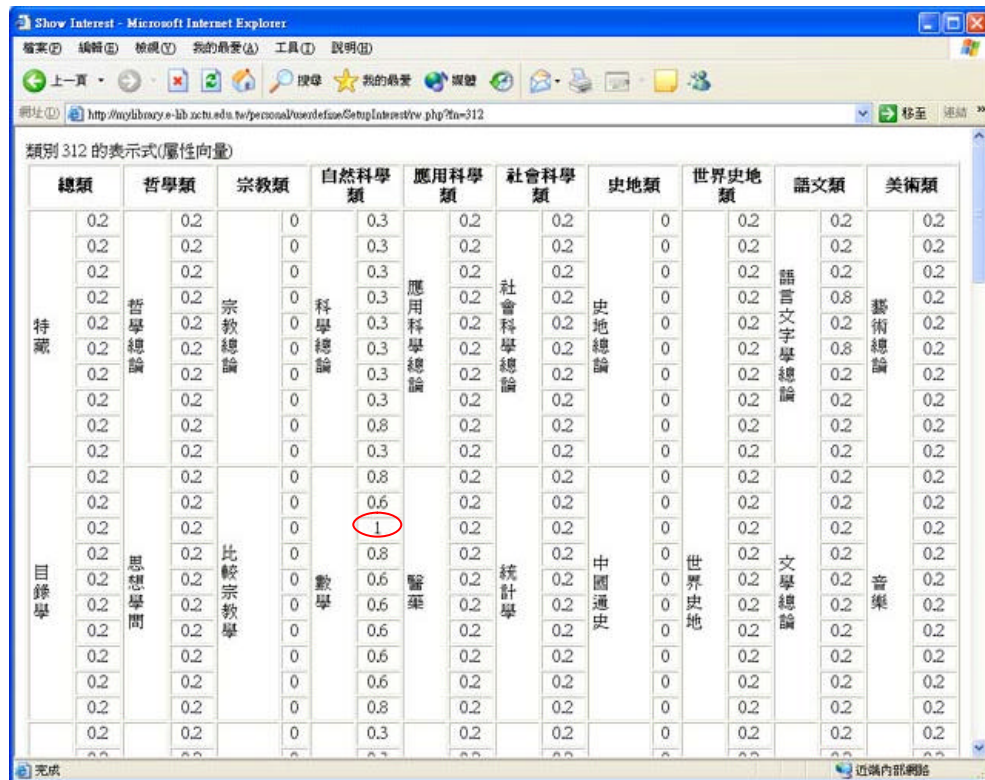 Show Interest - Microsoft Internet Explorer
檔案(F) 編輯(E) 檢視(V) 我的最愛(A) 工具(T) 說明(H)
上一頁 搜尋 我的最愛 媒體
網址(D) http://mylibrary.e-lib.nctu.edu.tw/personal/userdefine/SetupInterest/rw.php?fn=312 移至 連結 »
類別 312 的表示式(屬性向量)
總類 哲學類 宗教類 自然科學類 應用科學類 社會科學類 史地類 世界史地類 語文類 美術類
特藏 哲學總論 宗教總論 科學總論 應用科學總論 社會科學總論 史地總論 語言文字學總論 藝術總論
0.2 0.2 0 0.3 0.2 0.2 0 0.2 0.2 0.2
0.2 0.2 0 0.3 0.2 0.2 0 0.2 0.2 0.2
0.2 0.2 0 0.3 0.2 0.2 0 0.2 0.2 0.2
0.2 0.2 0 0.3 0.2 0.2 0 0.2 0.8 0.2
0.2 0.2 0 0.3 0.2 0.2 0 0.2 0.2 0.2
0.2 0.2 0 0.3 0.2 0.2 0 0.2 0.8 0.2
0.2 0.2 0 0.3 0.2 0.2 0 0.2 0.2 0.2
0.2 0.2 0 0.3 0.2 0.2 0 0.2 0.2 0.2
0.2 0.2 0 0.8 0.2 0.2 0 0.2 0.2 0.2
0.2 0.2 0 0.3 0.2 0.2 0 0.2 0.2 0.2
目錄學 思想學問 比較宗教學 數學 醫藥 統計學 中國通史 世界史地 文學總論 音樂
0.2 0.2 0 0.8 0.2 0.2 0 0.2 0.2 0.2
0.2 0.2 0 0.6 0.2 0.2 0 0.2 0.2 0.2
0.2 0.2 0 1 0.2 0.2 0 0.2 0.2 0.2
0.2 0.2 0 0.8 0.2 0.2 0 0.2 0.2 0.2
0.2 0.2 0 0.6 0.2 0.2 0 0.2 0.2 0.2
0.2 0.2 0 0.6 0.2 0.2 0 0.2 0.2 0.2
0.2 0.2 0 0.6 0.2 0.2 0 0.2 0.2 0.2
0.2 0.2 0 0.6 0.2 0.2 0 0.2 0.2 0.2
0.2 0.2 0 0.6 0.2 0.2 0 0.2 0.2 0.2
0.2 0.2 0 0.8 0.2 0.2 0 0.2 0.2 0.2
0.2 0.2 0 0.3 0.2 0.2 0 0.2 0.2 0.2
完成 近端內部網路